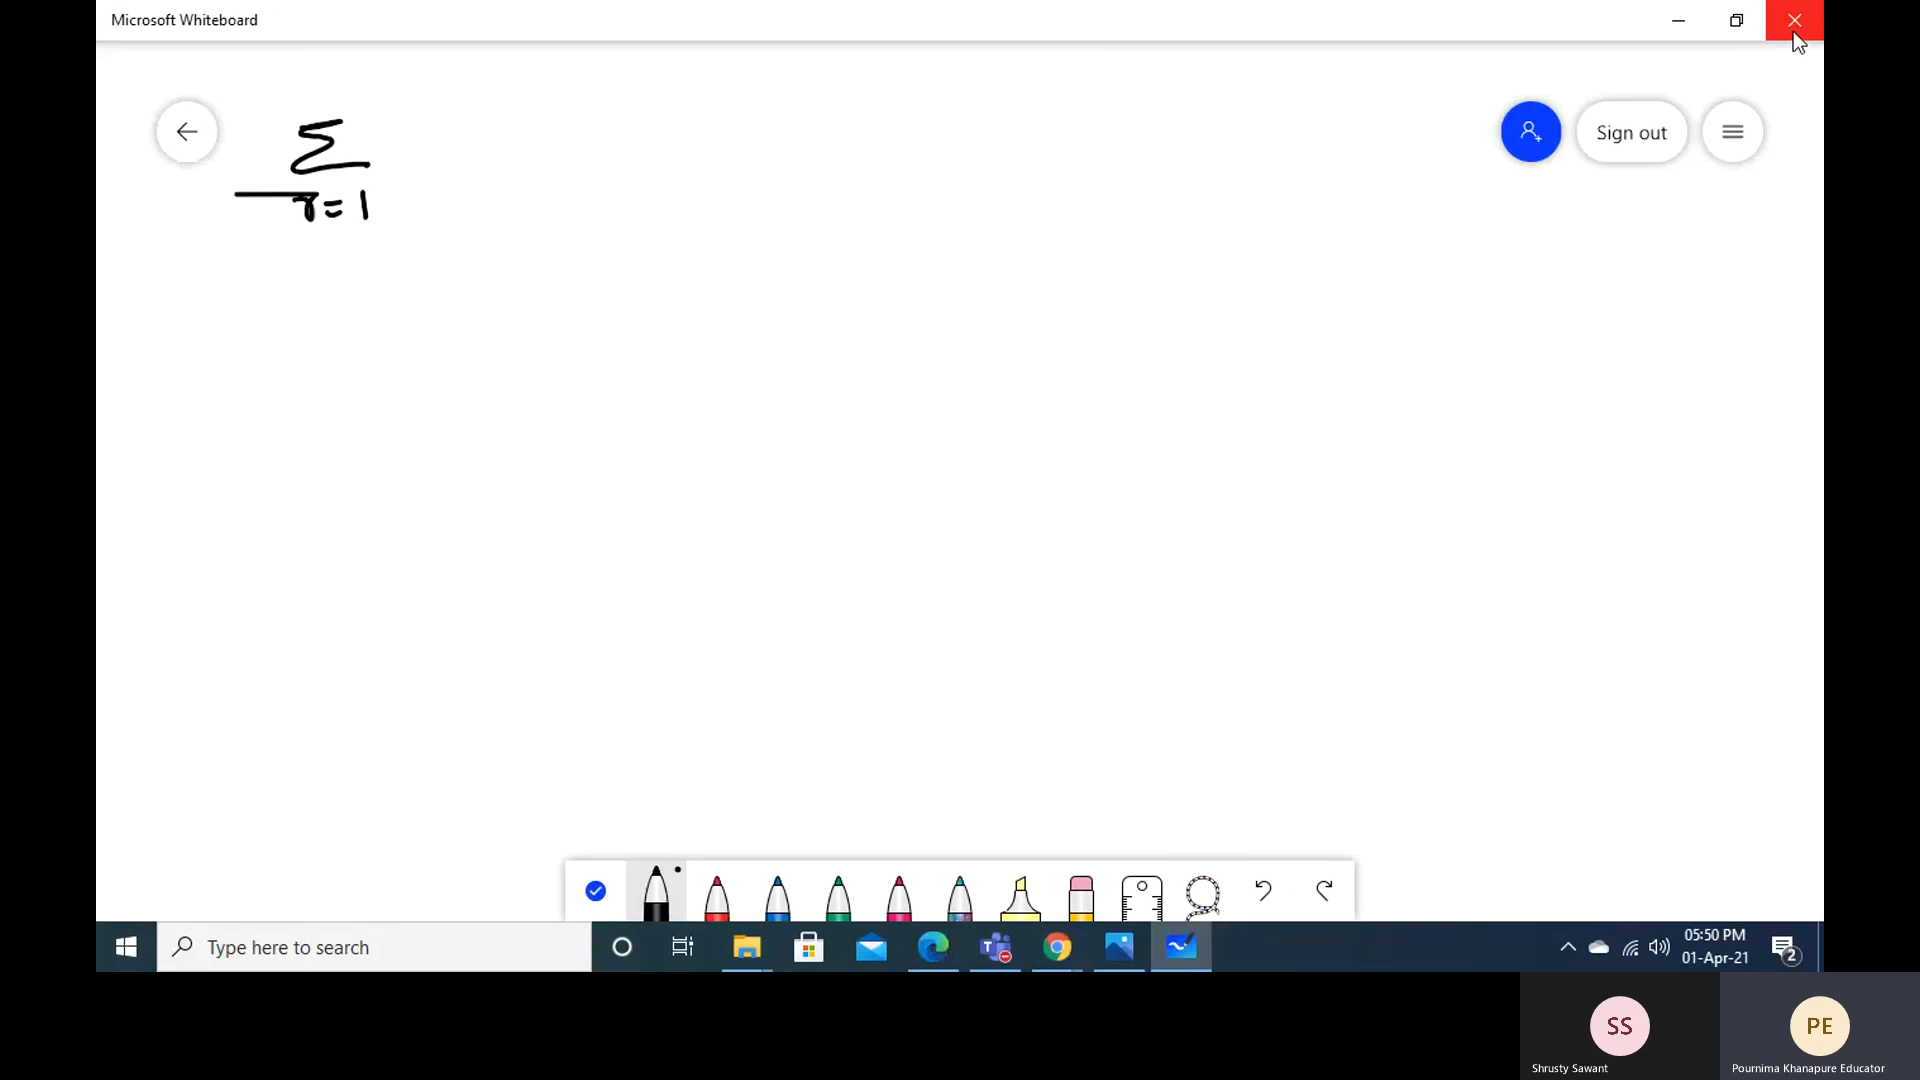 Microsoft Whiteboard
Σ
r=1
Sign out
Type here to search
05:50 PM
01-Apr-21
2
SS
PE
Shrusty Sawant
Pournima Khanapure Educator